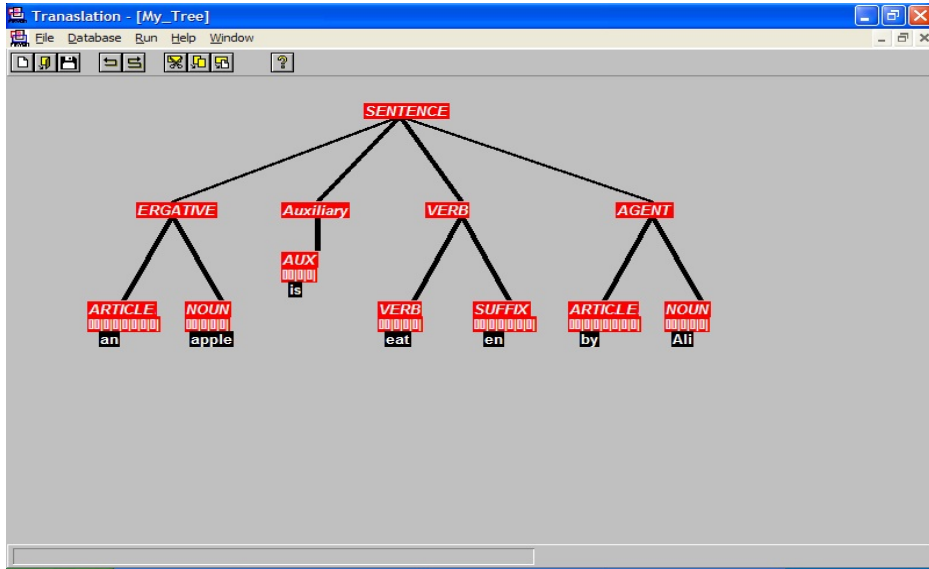 Tranaslation - [My_Tree]
File Database Run Help Window
?
SENTENCE
ERGATIVE Auxiliary VERB AGENT
AUX
is
ARTICLE NOUN VERB SUFFIX ARTICLE NOUN
an apple eat en by Ali